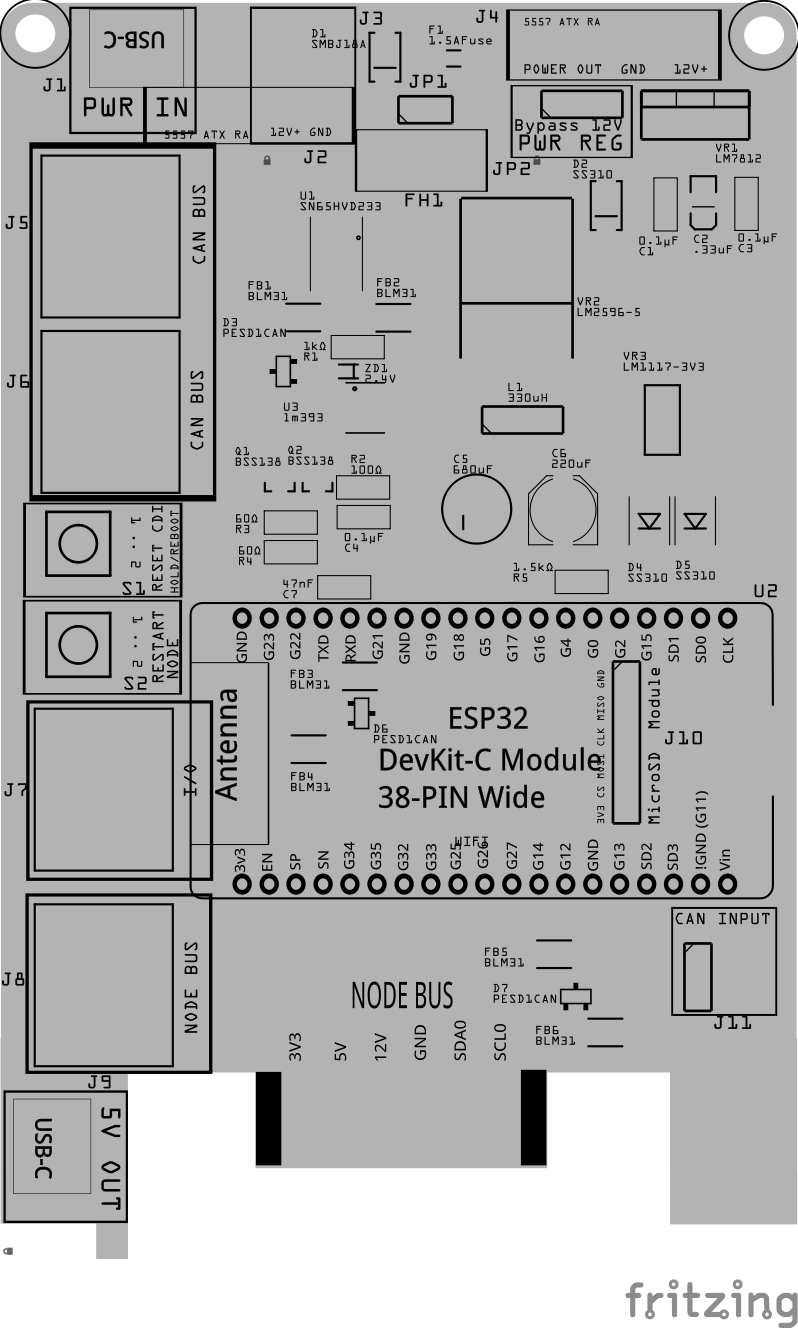 USB-C
J1
PWR IN
5557 ATX RA
12V+ GND
J2
J3
D1
SMBJ18A
F1
1.5AFuse
JP1
J4
5557 ATX RA
POWER OUT GND 12V+
Bypass 12V
PWR REG
JP2
FH1
VR1
LM7812
D2
SS310
0.1µF
C1
C2
.33uF
0.1µF
C3
J5
CAN BUS
J6
CAN BUS
U1
SN65HVD233
FB1
BLM31
FB2
BLM31
D3
PESD1CAN
1kΩ
R1
ZD1
2.4V
U3
lm393
VR2
LM2596-5
VR3
LM1117-3V3
L1
330uH
Q1
BSS138
Q2
BSS138
R2
100Ω
60Ω
R3
60Ω
R4
0.1µF
C4
47nF
C7
C5
680uF
C6
220uF
1.5kΩ
R5
D4
SS310
D5
SS310
S1
1 .. 2
RESET CDI
HOLD/REBOOT
S2
1 .. 2
RESTART
NODE
U2
GND G23 G22 TXD RXD G21 GND G19 G18 G5 G17 G16 G4 G0 G2 G15 SD1 SD0 CLK
FB3
BLM31
D6
PESD1CAN
FB4
BLM31
Antenna
ESP32
DevKit-C Module
38-PIN Wide
WIFI
3V3 CS MOSI CLK MISO GND
MicroSD Module
J10
J7
I/O
3v3 EN SP SN G34 G35 G32 G33 G25 G26 G27 G14 G12 GND G13 SD2 SD3 !GND (G11) Vin
J8
NODE BUS
NODE BUS
3V3 5V 12V GND SDA0 SCL0
FB5
BLM31
D7
PESD1CAN
FB6
BLM31
CAN INPUT
J11
J9
USB-C
5V OUT
fritzing